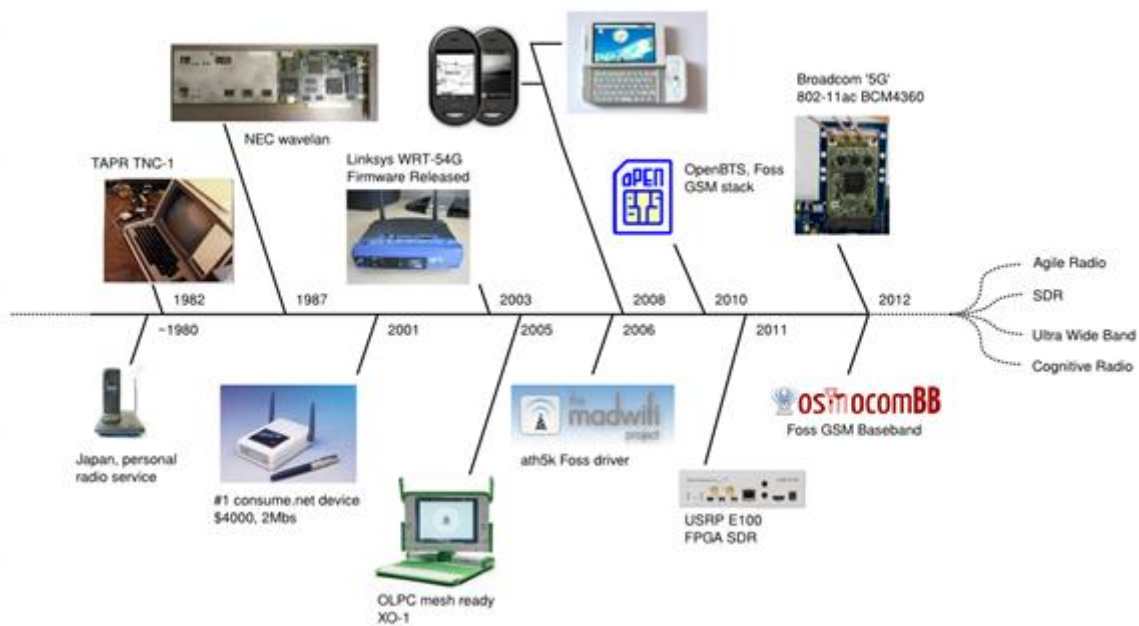 Broadcom '5G'
802-11ac BCM4360
NEC wavelan
TAPR TNC-1
Linksys WRT-54G
Firmware Released
OPEN
OpenBTS, Foss
GSM stack
1982
1987
2003
2008
2010
2012
~1980
2001
2005
2006
2011
Agile Radio
SDR
Ultra Wide Band
Cognitive Radio
Japan, personal
radio service
#1 consume.net device
$4000, 2Mbs
OLPC mesh ready
XO-1
the
madwifi
project
ath5k Foss driver
USRP E100
FPGA SDR
osmocomBB
Foss GSM Baseband